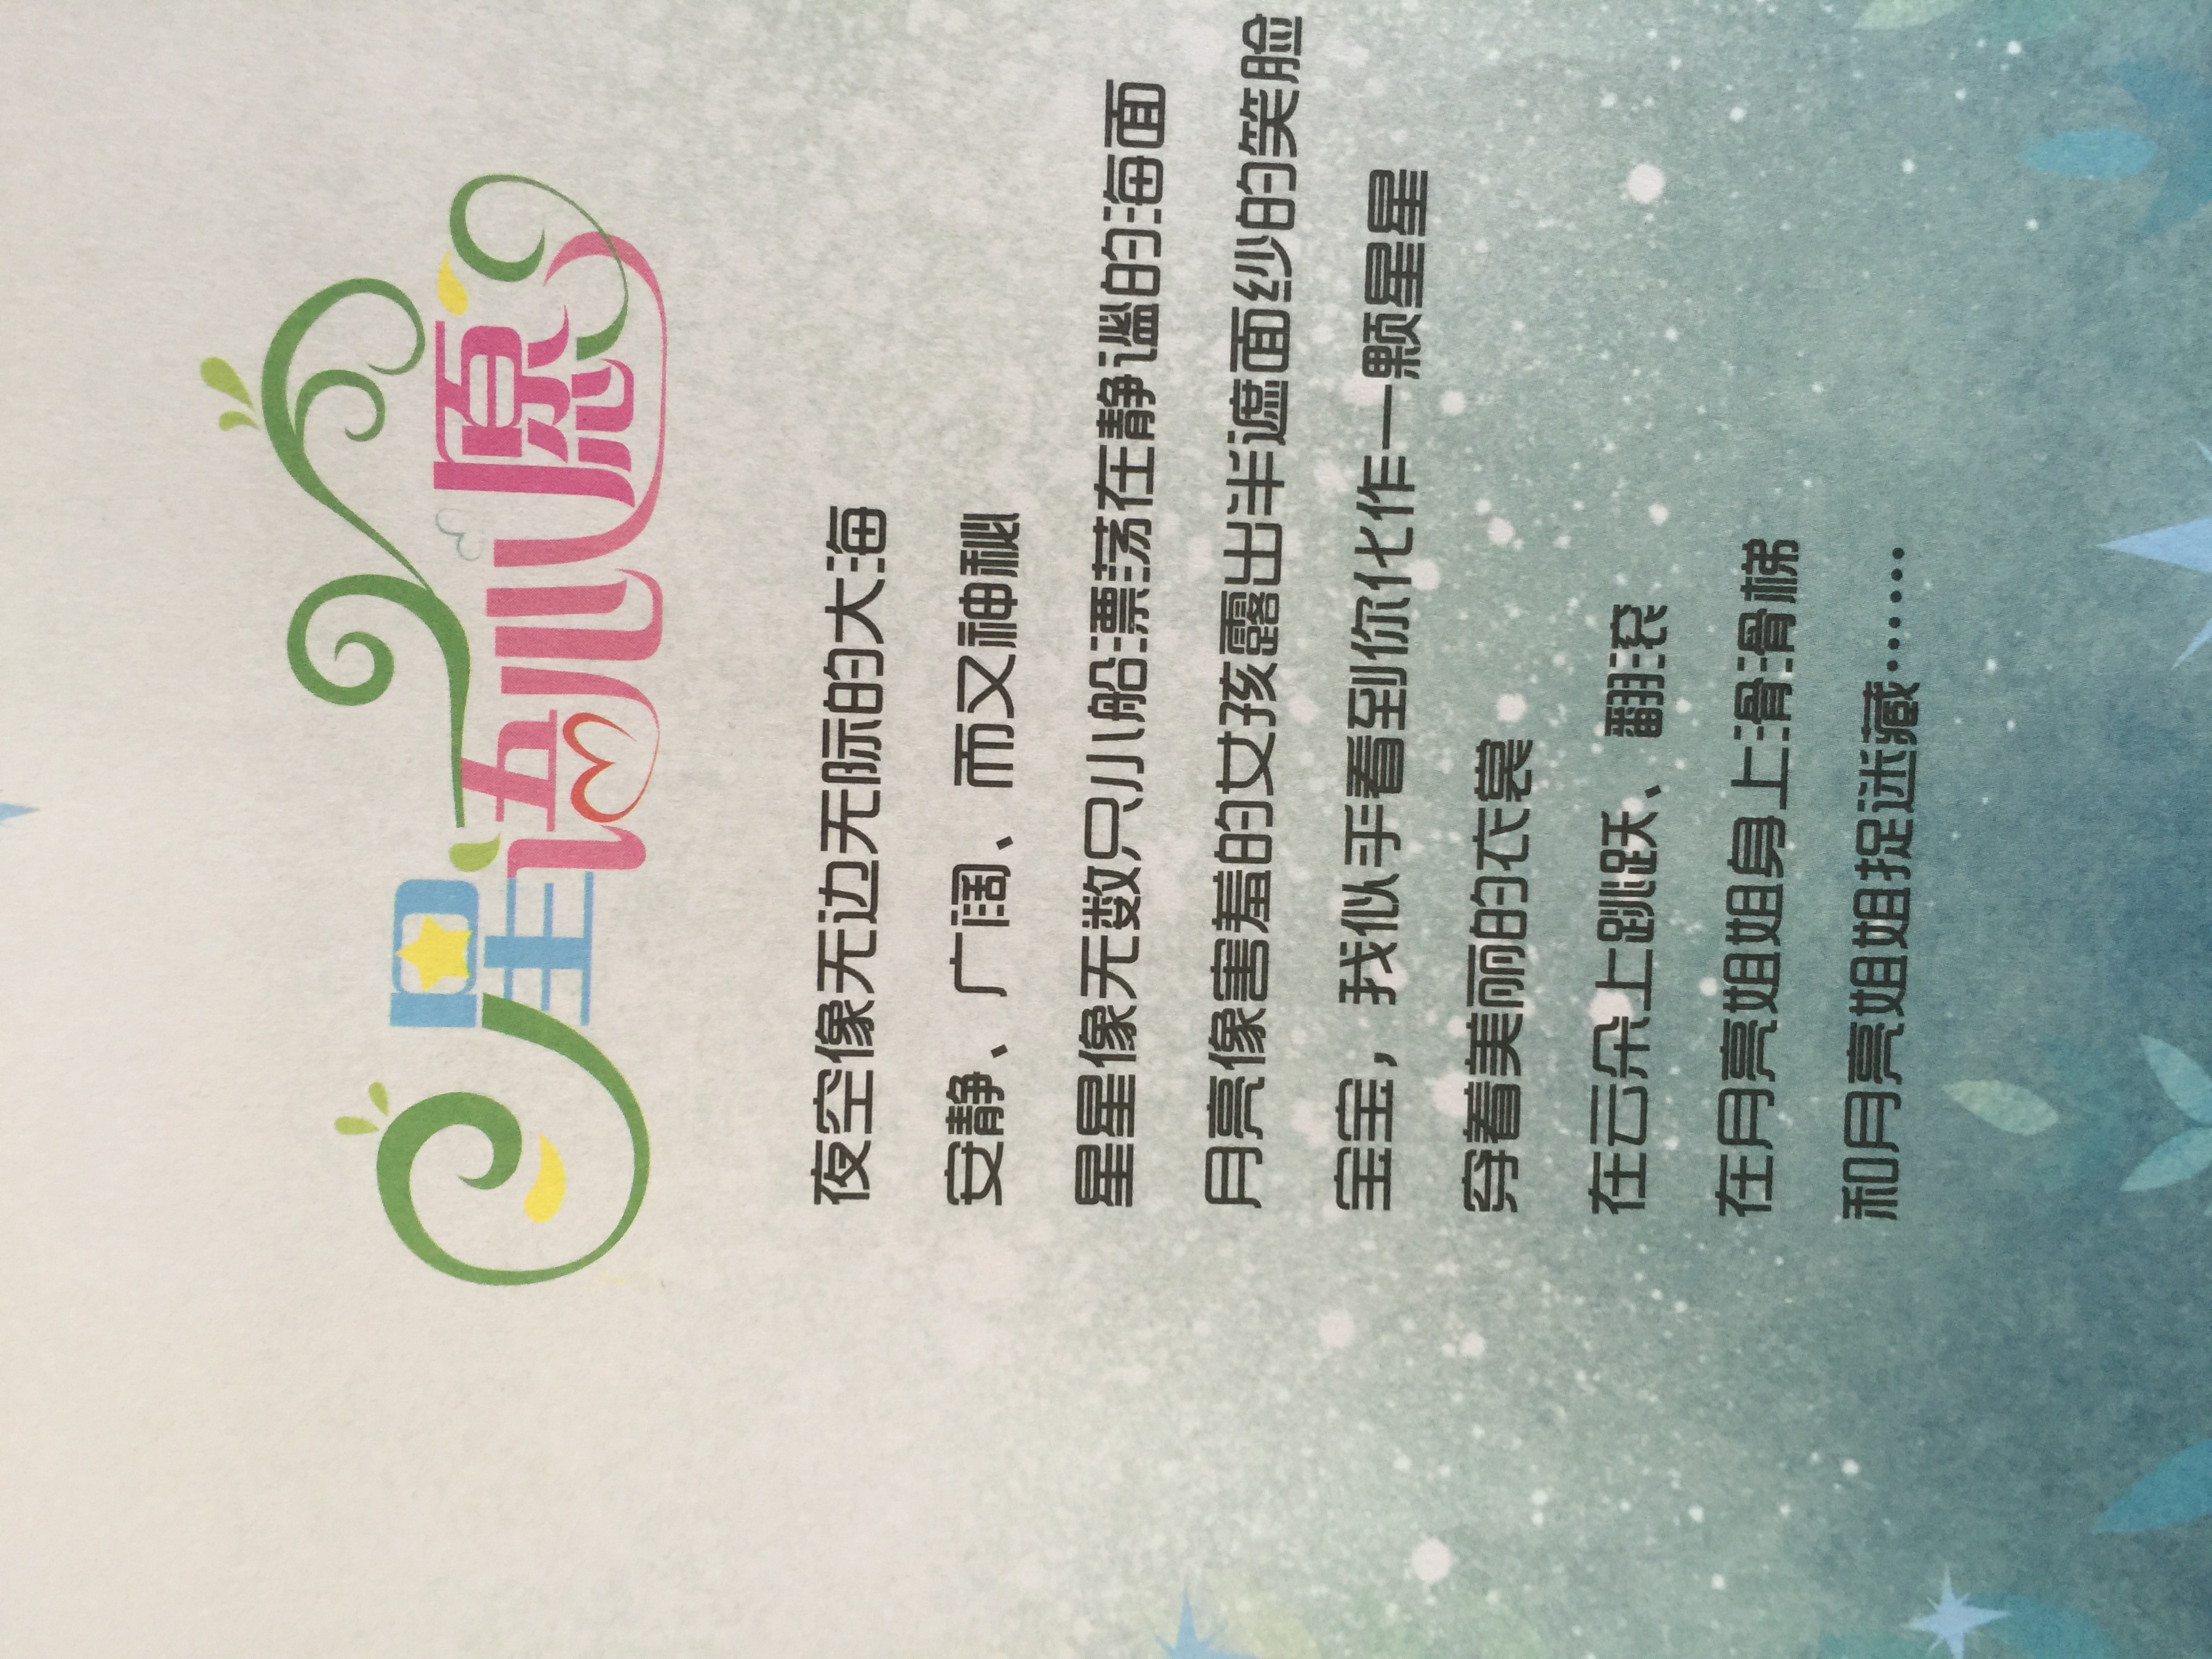 星语心愿
夜空像无边无际的大海
安静、广阔、而又神秘
星星像无数只小船漂荡在静谧的海面
月亮像害羞的女孩露出半遮面纱的笑脸
宝宝，我似乎看到你化作一颗星星
穿着美丽的衣裳
在云朵上跳跃、翻滚
在月亮姐姐身上滑滑梯
和月亮姐姐捉迷藏……